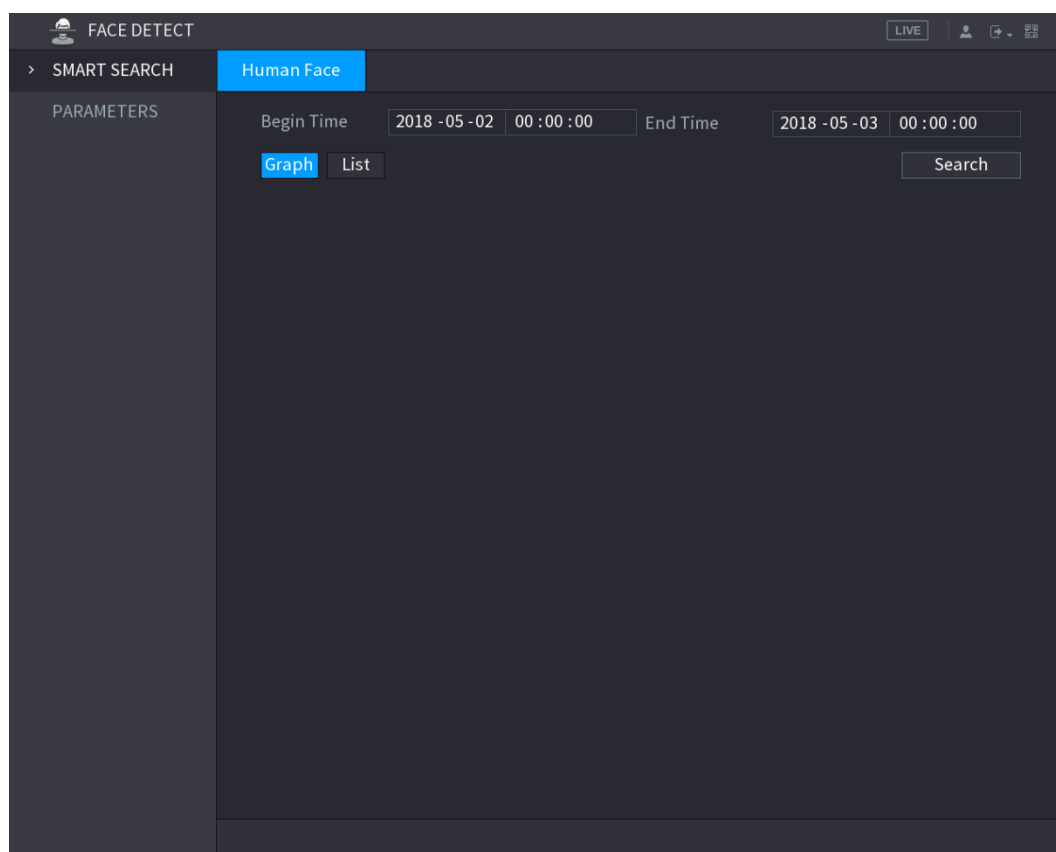 FACE DETECT LIVE
SMART SEARCH Human Face
PARAMETERS
Begin Time 2018 -05 -02 00 :00 :00 End Time 2018 -05 -03 00 :00 :00
Graph List Search